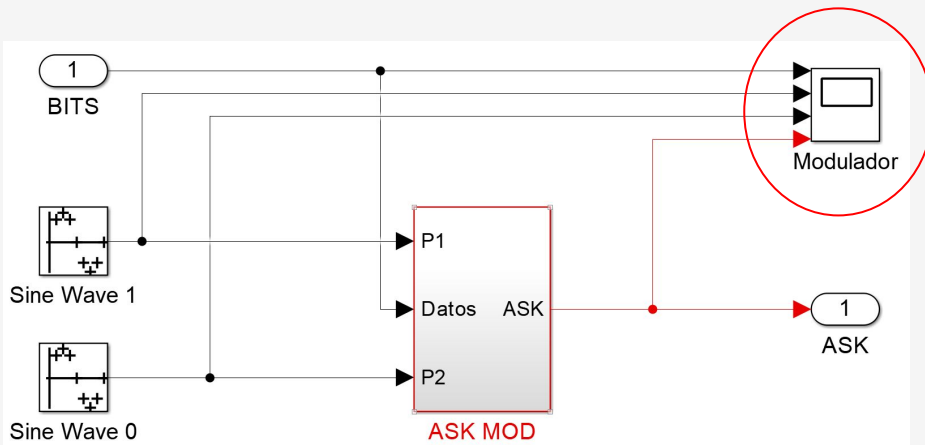 1
BITS
Modulador
Sine Wave 1
P1
Datos
ASK
P2
1
ASK
Sine Wave 0
ASK MOD